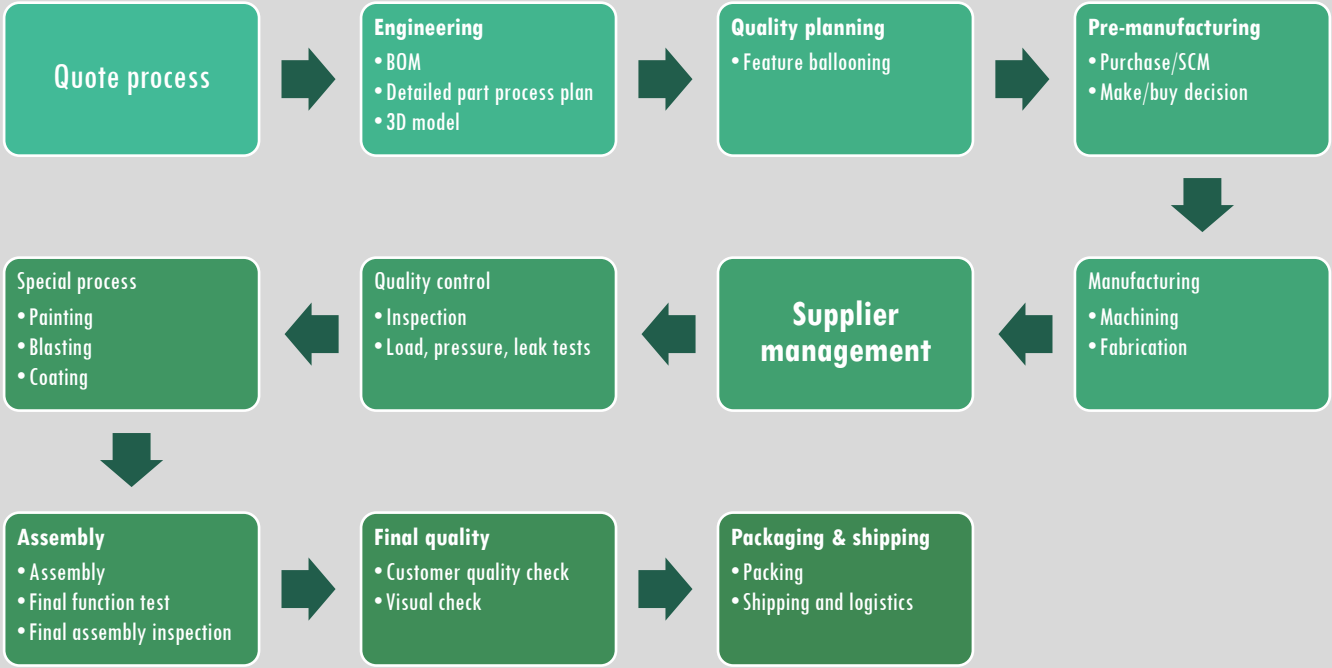 Quote process
Engineering
• BOM
• Detailed part process plan
• 3D model
Quality planning
• Feature ballooning
Pre-manufacturing
• Purchase/SCM
• Make/buy decision
Manufacturing
• Machining
• Fabrication
Supplier
management
Quality control
• Inspection
• Load, pressure, leak tests
Special process
• Painting
• Blasting
• Coating
Assembly
• Assembly
• Final function test
• Final assembly inspection
Final quality
• Customer quality check
• Visual check
Packaging & shipping
• Packing
• Shipping and logistics